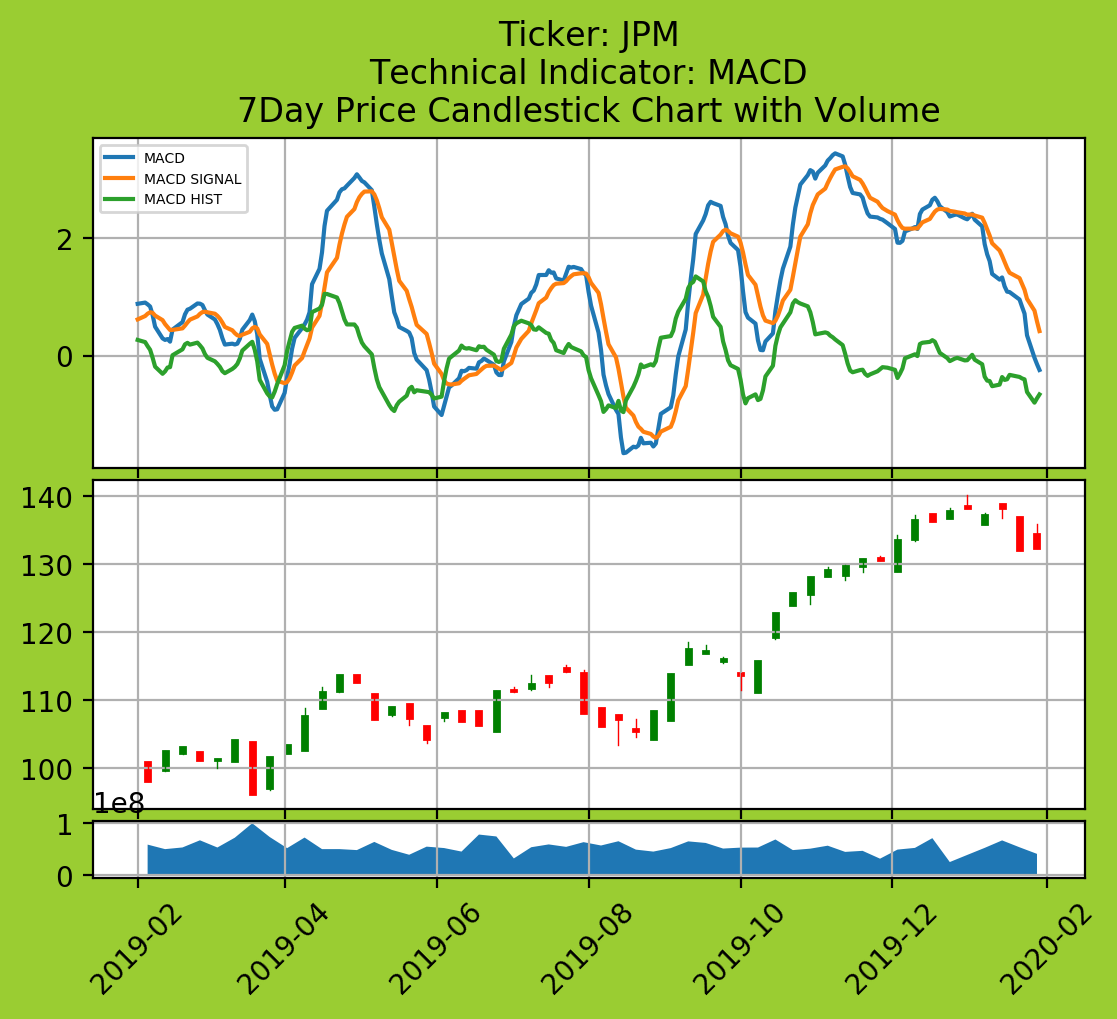 Ticker: JPM
Technical Indicator: MACD
7Day Price Candlestick Chart with Volume
MACD
MACD SIGNAL
MACD HIST
2
0
140
130
120
110
100
1e8
1
0
2019-02
2019-04
2019-06
2019-08
2019-10
2019-12
2020-02